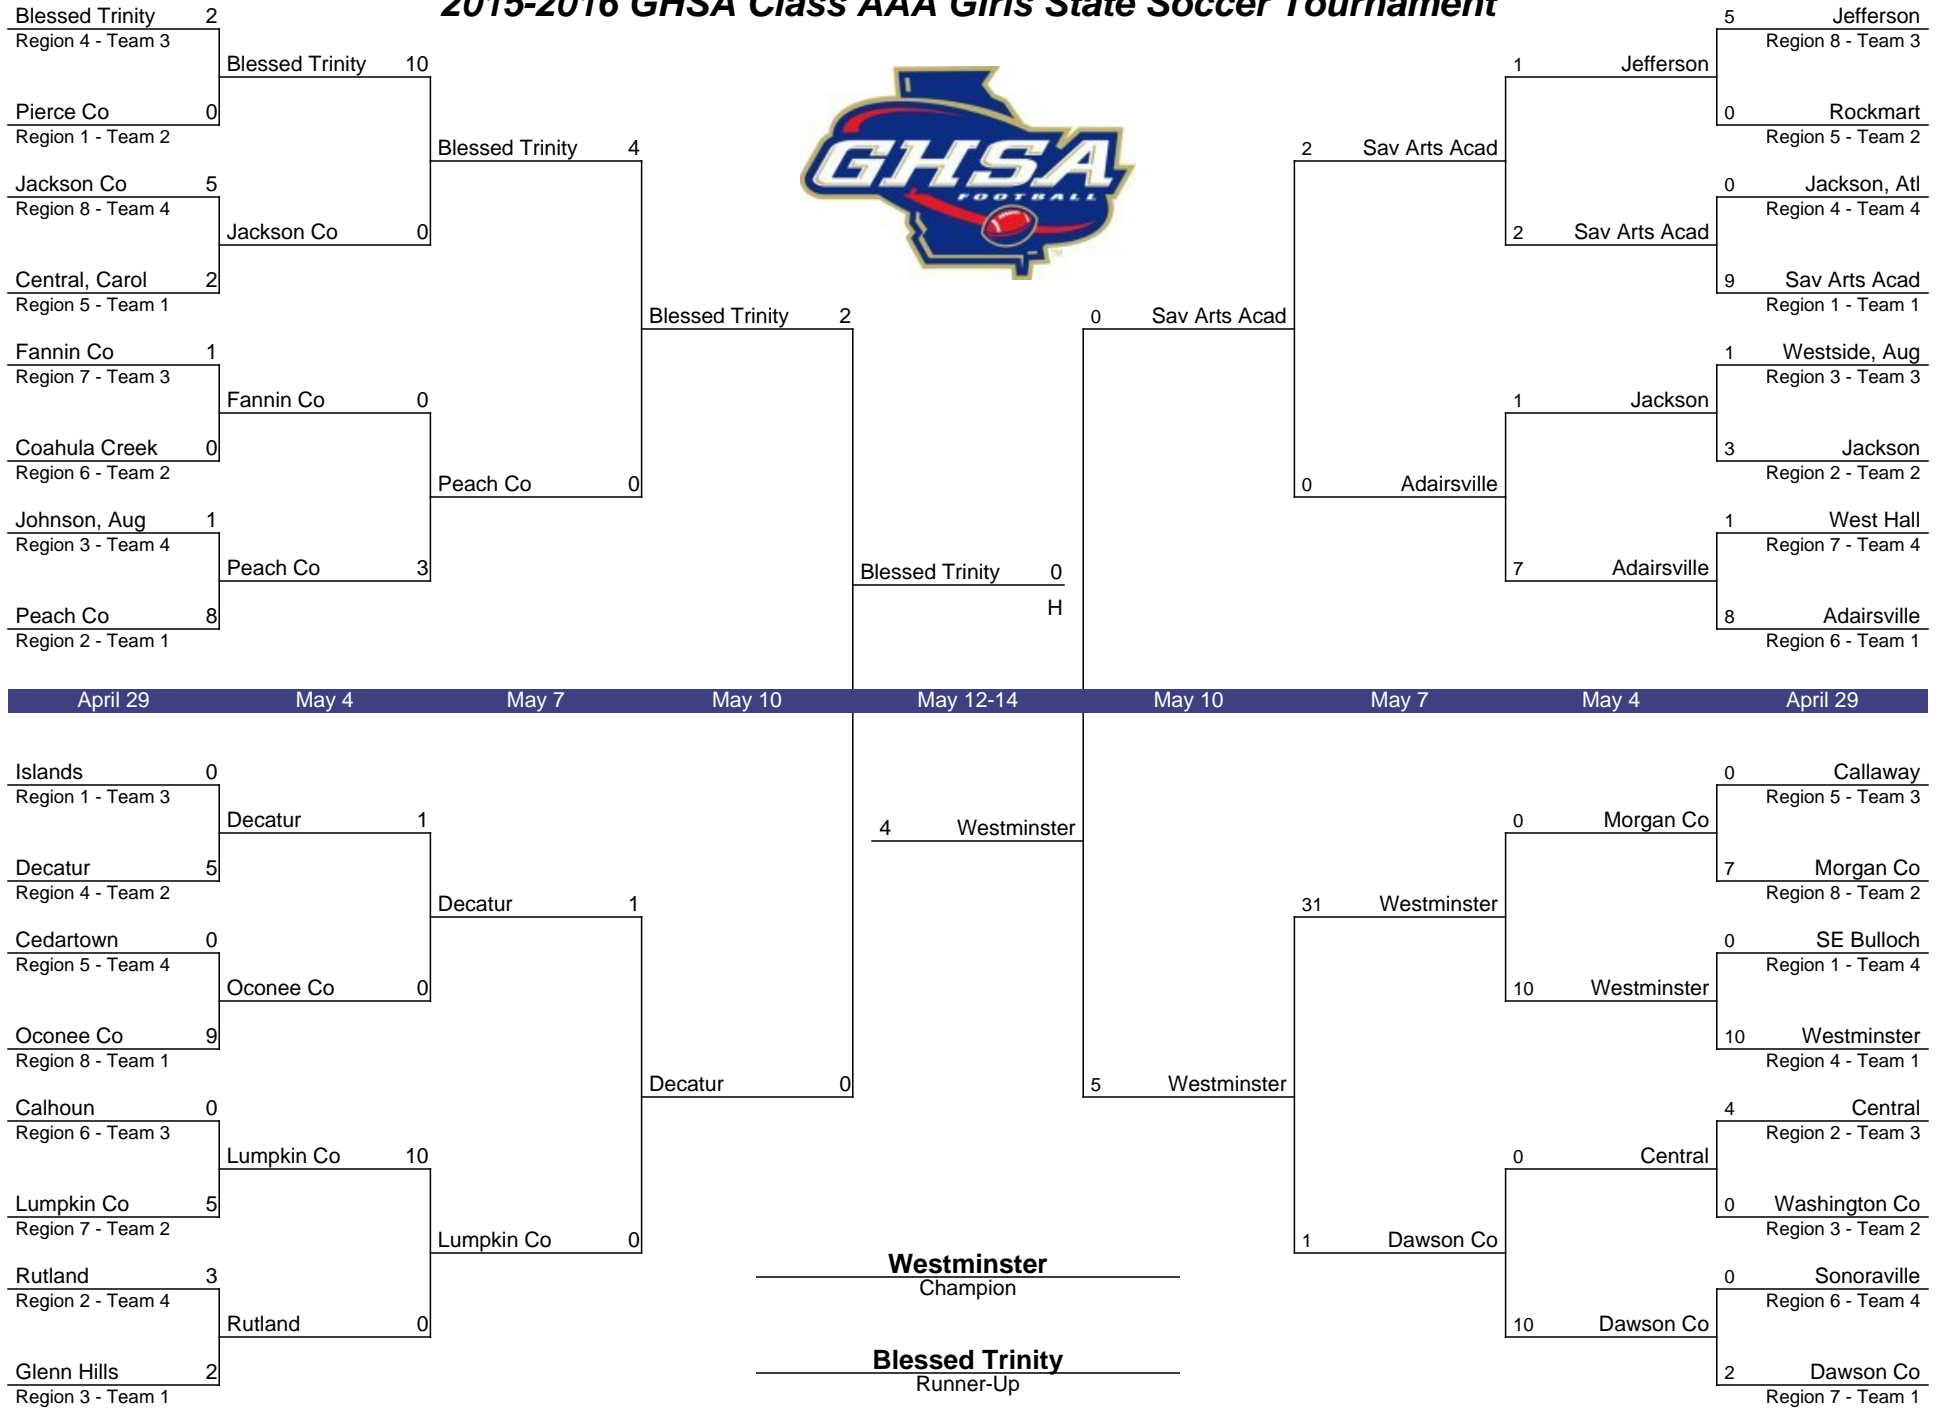 2015-2016 GHSA Class AAA Girls State Soccer Tournament
Blessed Trinity 2
Region 4 - Team 3
Blessed Trinity 10
Pierce Co 0
Region 1 - Team 2
Blessed Trinity 4
Jackson Co 5
Region 8 - Team 4
Jackson Co 0
Central, Carol 2
Region 5 - Team 1
Blessed Trinity 2
Fannin Co 1
Region 7 - Team 3
Fannin Co 0
Coahula Creek 0
Region 6 - Team 2
Peach Co 0
Johnson, Aug 1
Region 3 - Team 4
Peach Co 3
Peach Co 8
Region 2 - Team 1
GHSA
FOOTBALL
TM
Blessed Trinity 0
H
5 Jefferson
Region 8 - Team 3
1 Jefferson
0 Rockmart
Region 5 - Team 2
2 Sav Arts Acad
0 Jackson, Atl
Region 4 - Team 4
2 Sav Arts Acad
9 Sav Arts Acad
Region 1 - Team 1
0 Sav Arts Acad
1 Westside, Aug
Region 3 - Team 3
1 Jackson
3 Jackson
Region 2 - Team 2
0 Adairsville
1 West Hall
Region 7 - Team 4
7 Adairsville
8 Adairsville
Region 6 - Team 1
April 29 May 4 May 7 May 10 May 12-14 May 10 May 7 May 4 April 29
Islands 0
Region 1 - Team 3
Decatur 1
Decatur 5
Region 4 - Team 2
Decatur 1
Cedartown 0
Region 5 - Team 4
Oconee Co 0
Oconee Co 9
Region 8 - Team 1
Decatur 0
Calhoun 0
Region 6 - Team 3
Lumpkin Co 10
Lumpkin Co 5
Region 7 - Team 2
Lumpkin Co 0
Rutland 3
Region 2 - Team 4
Rutland 0
Glenn Hills 2
Region 3 - Team 1
4 Westminster
0 Callaway
Region 5 - Team 3
0 Morgan Co
7 Morgan Co
Region 8 - Team 2
31 Westminster
0 SE Bulloch
Region 1 - Team 4
10 Westminster
10 Westminster
Region 4 - Team 1
5 Westminster
4 Central
Region 2 - Team 3
0 Central
0 Washington Co
Region 3 - Team 2
1 Dawson Co
0 Sonoraville
Region 6 - Team 4
10 Dawson Co
2 Dawson Co
Region 7 - Team 1
Westminster
Champion
Blessed Trinity
Runner-Up